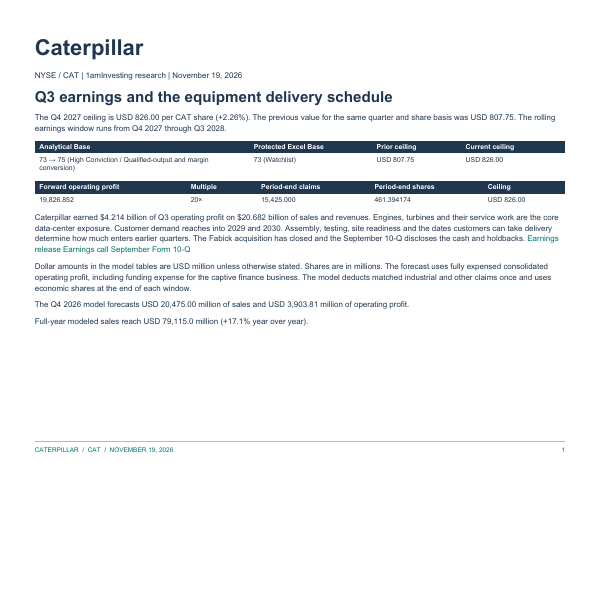 Caterpillar
NYSE / CAT | 1amInvesting research | November 19, 2026
Q3 earnings and the equipment delivery schedule
The Q4 2027 ceiling is USD 826.00 per CAT share (+2.26%). The previous value for the same quarter and share basis was USD 807.75. The rolling
earnings window runs from Q4 2027 through Q3 2028.
Analytical Base Protected Excel Base Prior ceiling Current ceiling
73 → 75 (High Conviction / Qualified-output and margin 73 (Watchlist) USD 807.75 USD 826.00
conversion)
Forward operating profit Multiple Period-end claims Period-end shares Ceiling
19,826.852 20× 15,425.000 461.394174 USD 826.00
Caterpillar earned $4.214 billion of Q3 operating profit on $20.682 billion of sales and revenues. Engines, turbines and their service work are the core
data-center exposure. Customer demand reaches into 2029 and 2030. Assembly, testing, site readiness and the dates customers can take delivery
determine how much enters earlier quarters. The Fabick acquisition has closed and the September 10-Q discloses the cash and holdbacks. Earnings
release Earnings call September Form 10-Q
Dollar amounts in the model tables are USD million unless otherwise stated. Shares are in millions. The forecast uses fully expensed consolidated
operating profit, including funding expense for the captive finance business. The model deducts matched industrial and other claims once and uses
economic shares at the end of each window.
The Q4 2026 model forecasts USD 20,475.00 million of sales and USD 3,903.81 million of operating profit.
Full-year modeled sales reach USD 79,115.0 million (+17.1% year over year).
CATERPILLAR / CAT / NOVEMBER 19, 2026 1